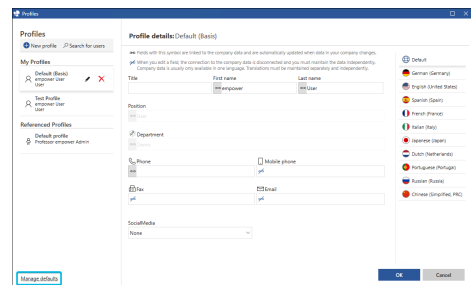 Profiles
Profiles
New profile
Search for users
My Profiles
Default (Basis)
empower User
User
Test Profile
empower User
User
Referenced Profiles
Default profile
Professor empower Admin
Manage defaults
Profile details: Default (Basis)
Fields with this symbol are linked to the company data and are automatically updated when data in your company changes.
When you edit a field, the connection to the company data is disconnected and you must maintain the data independently.
Company data is usually only available in one language. Translations must be maintained separately and independently.
Title
First name
Last name
empower
User
Position
Department
Phone
Mobile phone
Fax
Email
SocialMedia
None
Default
German (Germany)
English (United States)
Spanish (Spain)
French (France)
Italian (Italy)
Japanese (Japan)
Dutch (Netherlands)
Portuguese (Portugal)
Russian (Russia)
Chinese (Simplified, PRC)
OK
Cancel